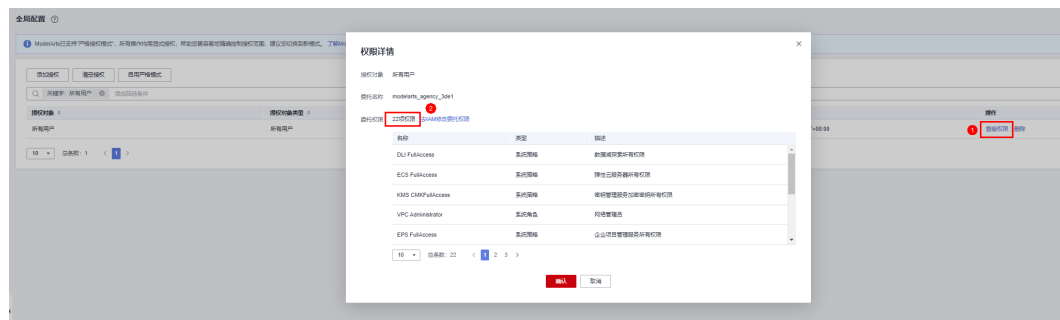 全局配置
ModelArts已支持“严格授权模式”，所有操作均需显式授权，帮助您更容易地精确控制授权范围，建议您切换到新模式。了解Mo
添加授权 清空授权 启用严格模式
关键字: 所有用户 添加筛选条件
授权对象 授权对象类型 操作
所有用户 所有用户 +08:00 1 查看权限 删除
10 总条数: 1 < 1 >
权限详情
授权对象 所有用户
委托名称 modelarts_agency_3de1
2
委托权限 22项权限 去IAM修改委托权限
名称 类型 描述
DLI FullAccess 系统策略 数据湖探索所有权限
ECS FullAccess 系统策略 弹性云服务器所有权限
KMS CMKFullAccess 系统策略 密钥管理服务加密密钥所有权限
VPC Administrator 系统角色 网络管理员
EPS FullAccess 系统策略 企业项目管理服务所有权限
10 总条数: 22 < 1 2 3 >
确认 取消